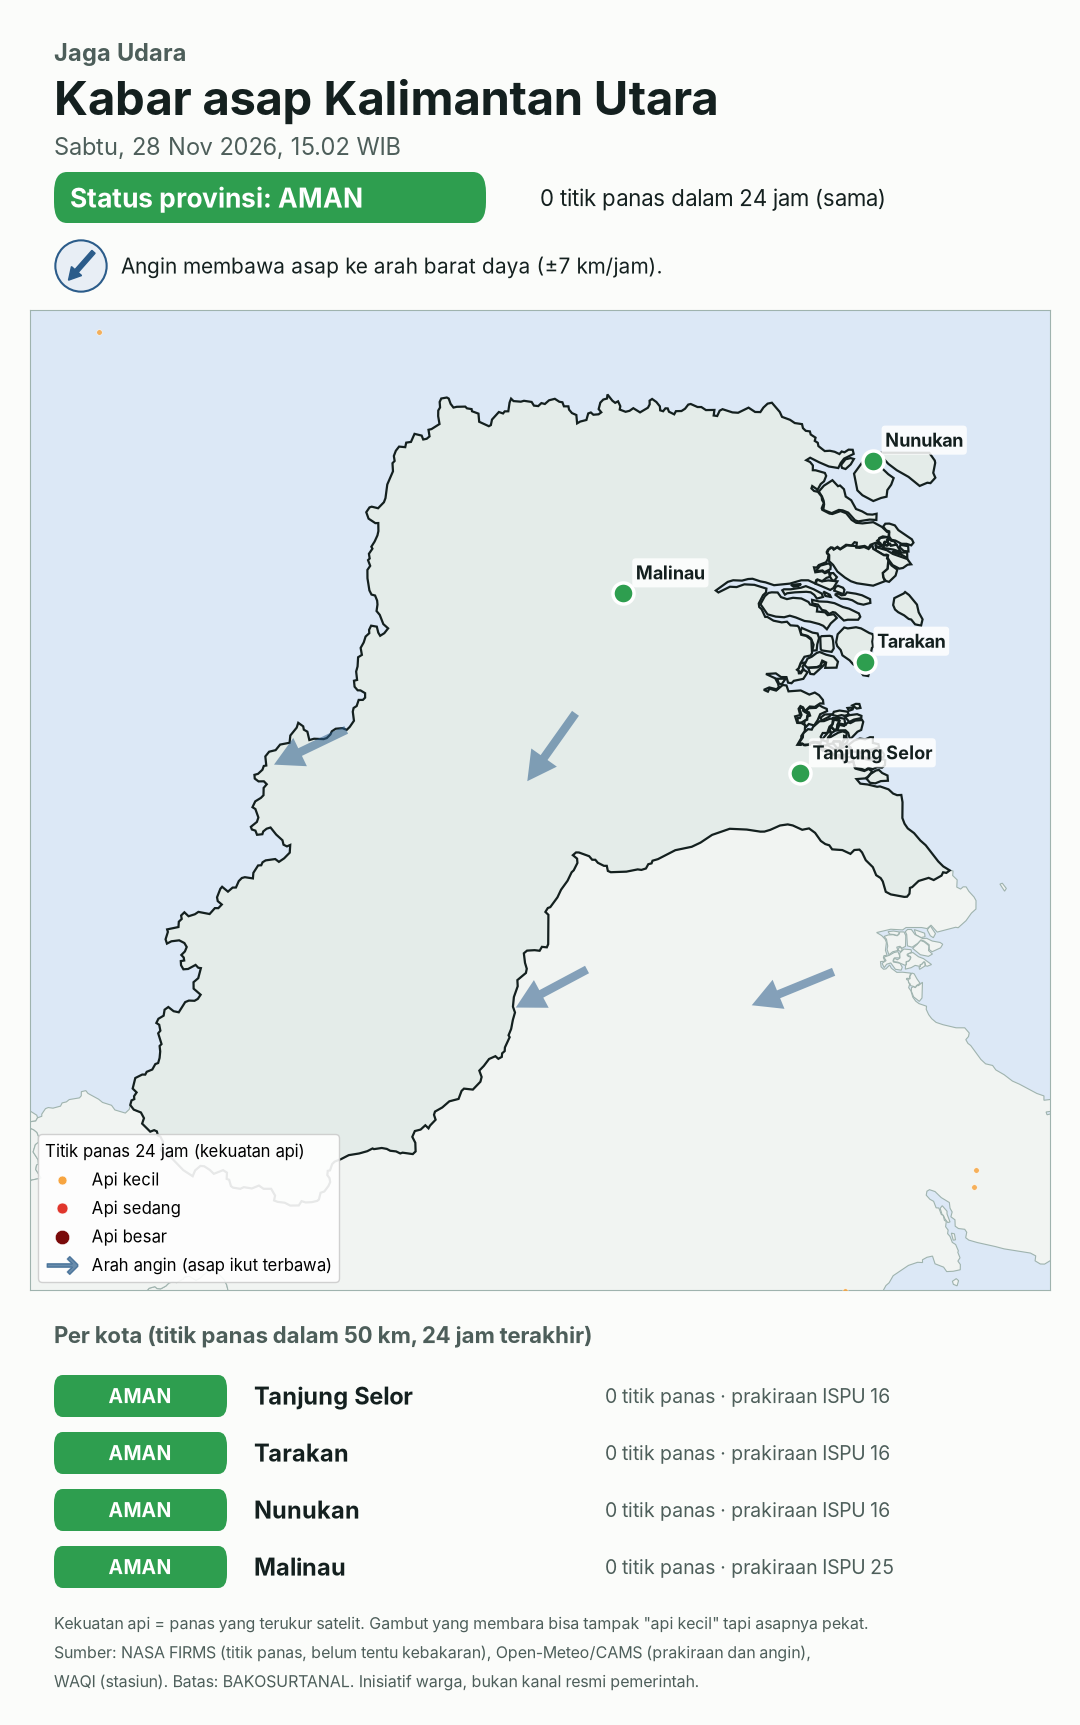 Jaga Udara
Kabar asap Kalimantan Utara
Sabtu, 28 Nov 2026, 15.02 WIB
Status provinsi: AMAN
0 titik panas dalam 24 jam (sama)
Angin membawa asap ke arah barat daya (±7 km/jam).
Nunukan
Malinau
Tarakan
Tanjung Selor
Titik panas 24 jam (kekuatan api)
Api kecil
Api sedang
Api besar
Arah angin (asap ikut terbawa)
Per kota (titik panas dalam 50 km, 24 jam terakhir)
AMAN Tanjung Selor 0 titik panas · prakiraan ISPU 16
AMAN Tarakan 0 titik panas · prakiraan ISPU 16
AMAN Nunukan 0 titik panas · prakiraan ISPU 16
AMAN Malinau 0 titik panas · prakiraan ISPU 25
Kekuatan api = panas yang terukur satelit. Gambut yang membara bisa tampak "api kecil" tapi asapnya pekat.
Sumber: NASA FIRMS (titik panas, belum tentu kebakaran), Open-Meteo/CAMS (prakiraan dan angin),
WAQI (stasiun). Batas: BAKOSURTANAL. Inisiatif warga, bukan kanal resmi pemerintah.